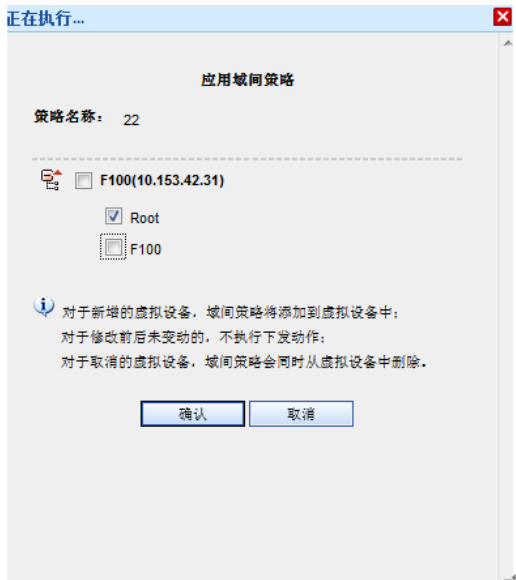 正在执行...
应用域间策略
策略名称： 22
F100(10.153.42.31)
Root
F100
对于新增的虚拟设备，域间策略将添加到虚拟设备中；
对于修改前后未变动的，不执行下发动作；
对于取消的虚拟设备，域间策略会同时从虚拟设备中删除。
确认 取消